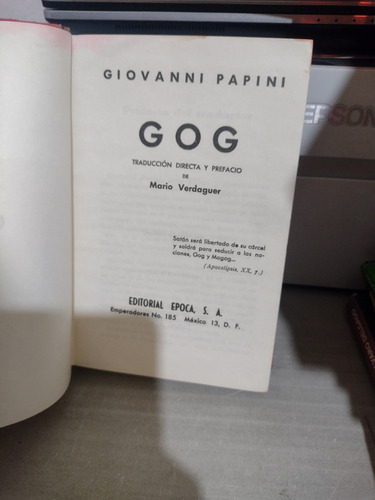 GIOVANNI PAPINI
GOG
TRADUCCIÓN DIRECTA Y PREFACIO
DE
Mario Verdaguer
Satán será libertado de su cárcel
y saldrá para seducir a las na-
ciones, Gog y Magog...
(Apocalipsis, XX, 7.)
EDITORIAL EPOCA, S. A.
Emperadores No. 185 México 13, D. F.
EPSON